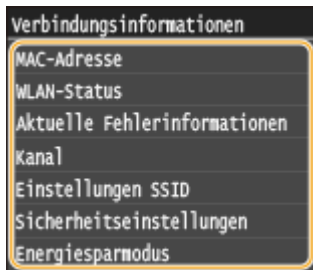 Verbindungsinformationen
MAC-Adresse
WLAN-Status
Aktuelle Fehlerinformationen
Kanal
Einstellungen SSID
Sicherheitseinstellungen
Energiesparmodus